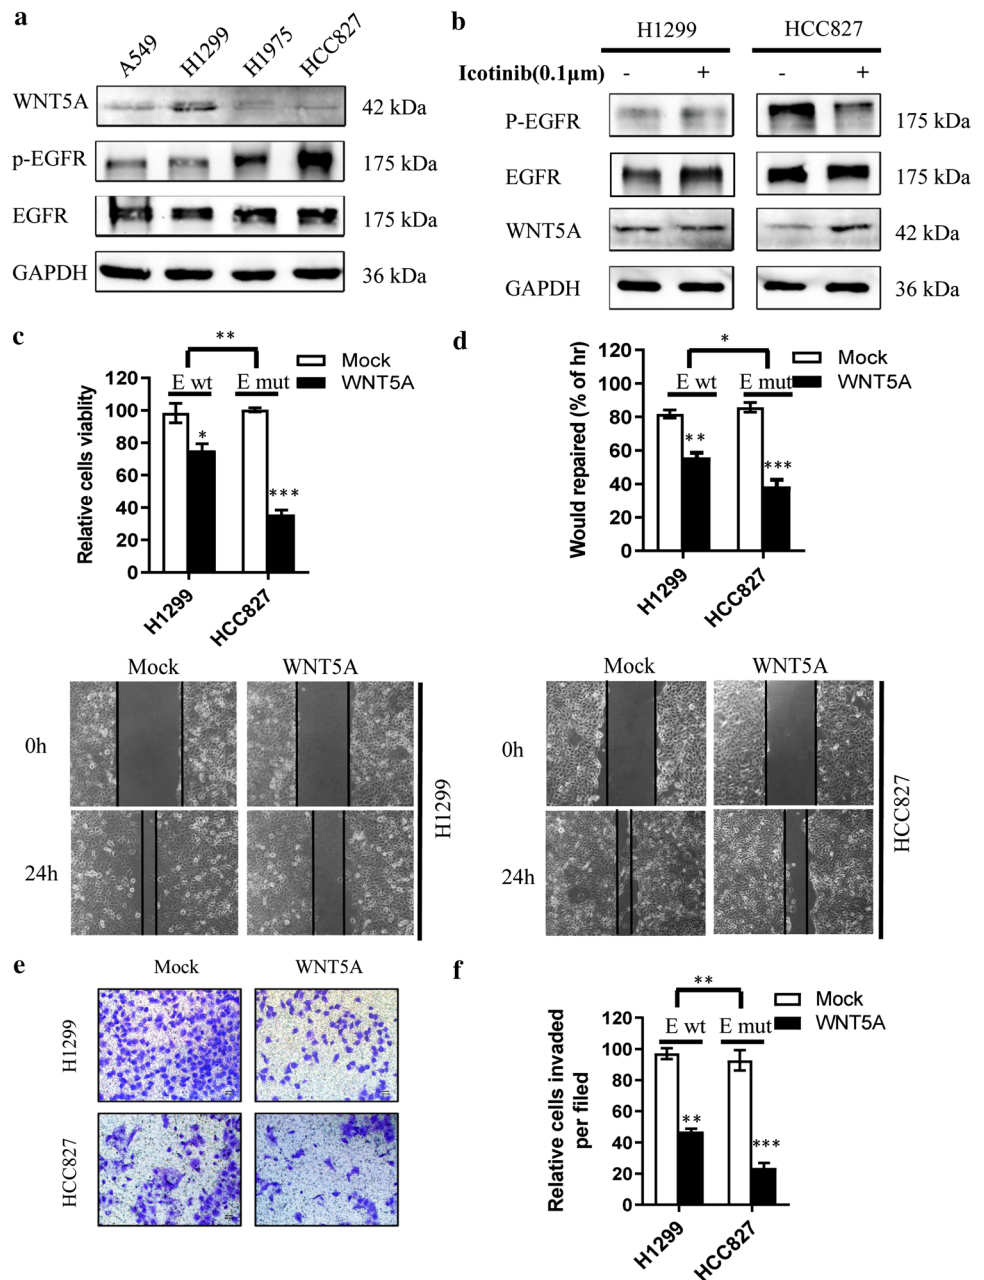 a
A549 H1299 H1975 HCC827
WNT5A 42 kDa
p-EGFR 175 kDa
EGFR 175 kDa
GAPDH 36 kDa
b
H1299 HCC827
Icotinib(0.1μm) - + - +
P-EGFR 175 kDa
EGFR 175 kDa
WNT5A 42 kDa
GAPDH 36 kDa
c
**
Mock
WNT5A
E wt E mut
*
***
Relative cells viablity
120
100
80
60
40
20
0
H1299 HCC827
d
*
Mock
WNT5A
E wt E mut
**
***
Would repaired (% of hr)
120
100
80
60
40
20
0
H1299 HCC827
Mock WNT5A
0h
24h
H1299
Mock WNT5A
0h
24h
HCC827
e
Mock WNT5A
H1299
HCC827
f
**
Mock
WNT5A
E wt E mut
**
***
Relative cells invaded
per filed
120
100
80
60
40
20
0
H1299 HCC827